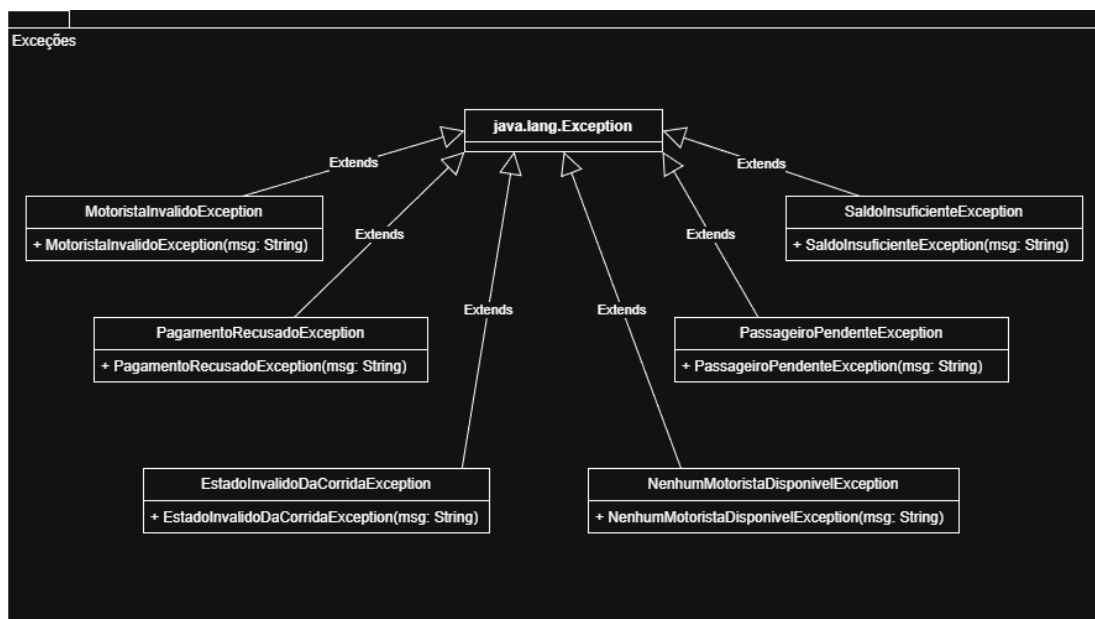 Exceções
java.lang.Exception
Extends
Extends
MotoristaInvalidoException
+ MotoristaInvalidoException(msg: String)
SaldoInsuficienteException
+ SaldoInsuficienteException(msg: String)
Extends
Extends
Extends
Extends
PagamentoRecusadoException
+ PagamentoRecusadoException(msg: String)
PassageiroPendenteException
+ PassageiroPendenteException(msg: String)
EstadoInvalidoDaCorridaException
+ EstadoInvalidoDaCorridaException(msg: String)
NenhumMotoristaDisponivelException
+ NenhumMotoristaDisponivelException(msg: String)